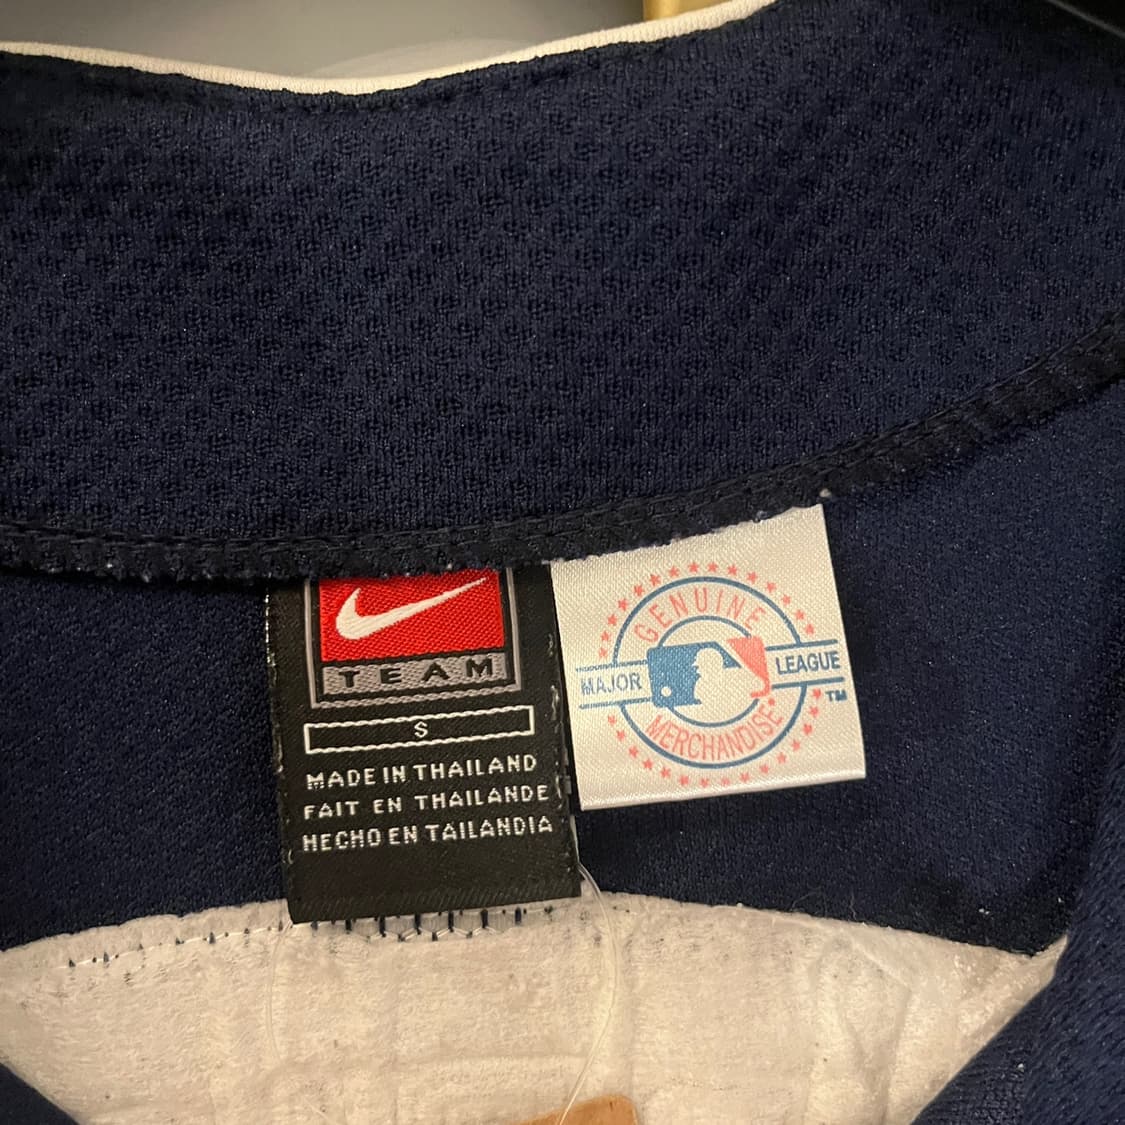 TEAM
S
MADE IN THAILAND
FAIT EN THAILANDE
HECHO EN TAILANDIA
GENUINE
MAJOR LEAGUE
MERCHANDISE
TM